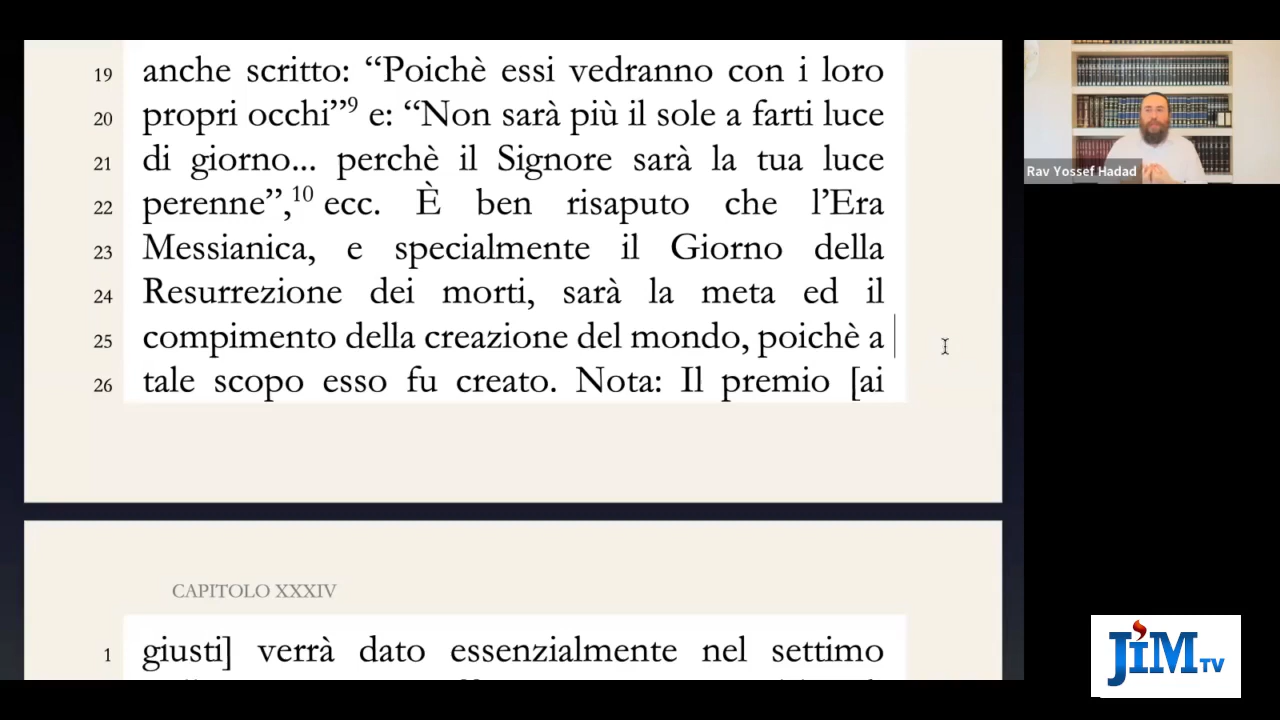 19 anche scritto: “Poichè essi vedranno con i loro
20 propri occhi”9 e: “Non sarà più il sole a farti luce
21 di giorno... perchè il Signore sarà la tua luce
22 perenne”,10 ecc. È ben risaputo che l’Era
23 Messianica, e specialmente il Giorno della
24 Resurrezione dei morti, sarà la meta ed il
25 compimento della creazione del mondo, poichè a
26 tale scopo esso fu creato. Nota: Il premio [ai
CAPITOLO XXXIV
1 giusti] verrà dato essenzialmente nel settimo
Rav Yossef Hadad
JiM TV